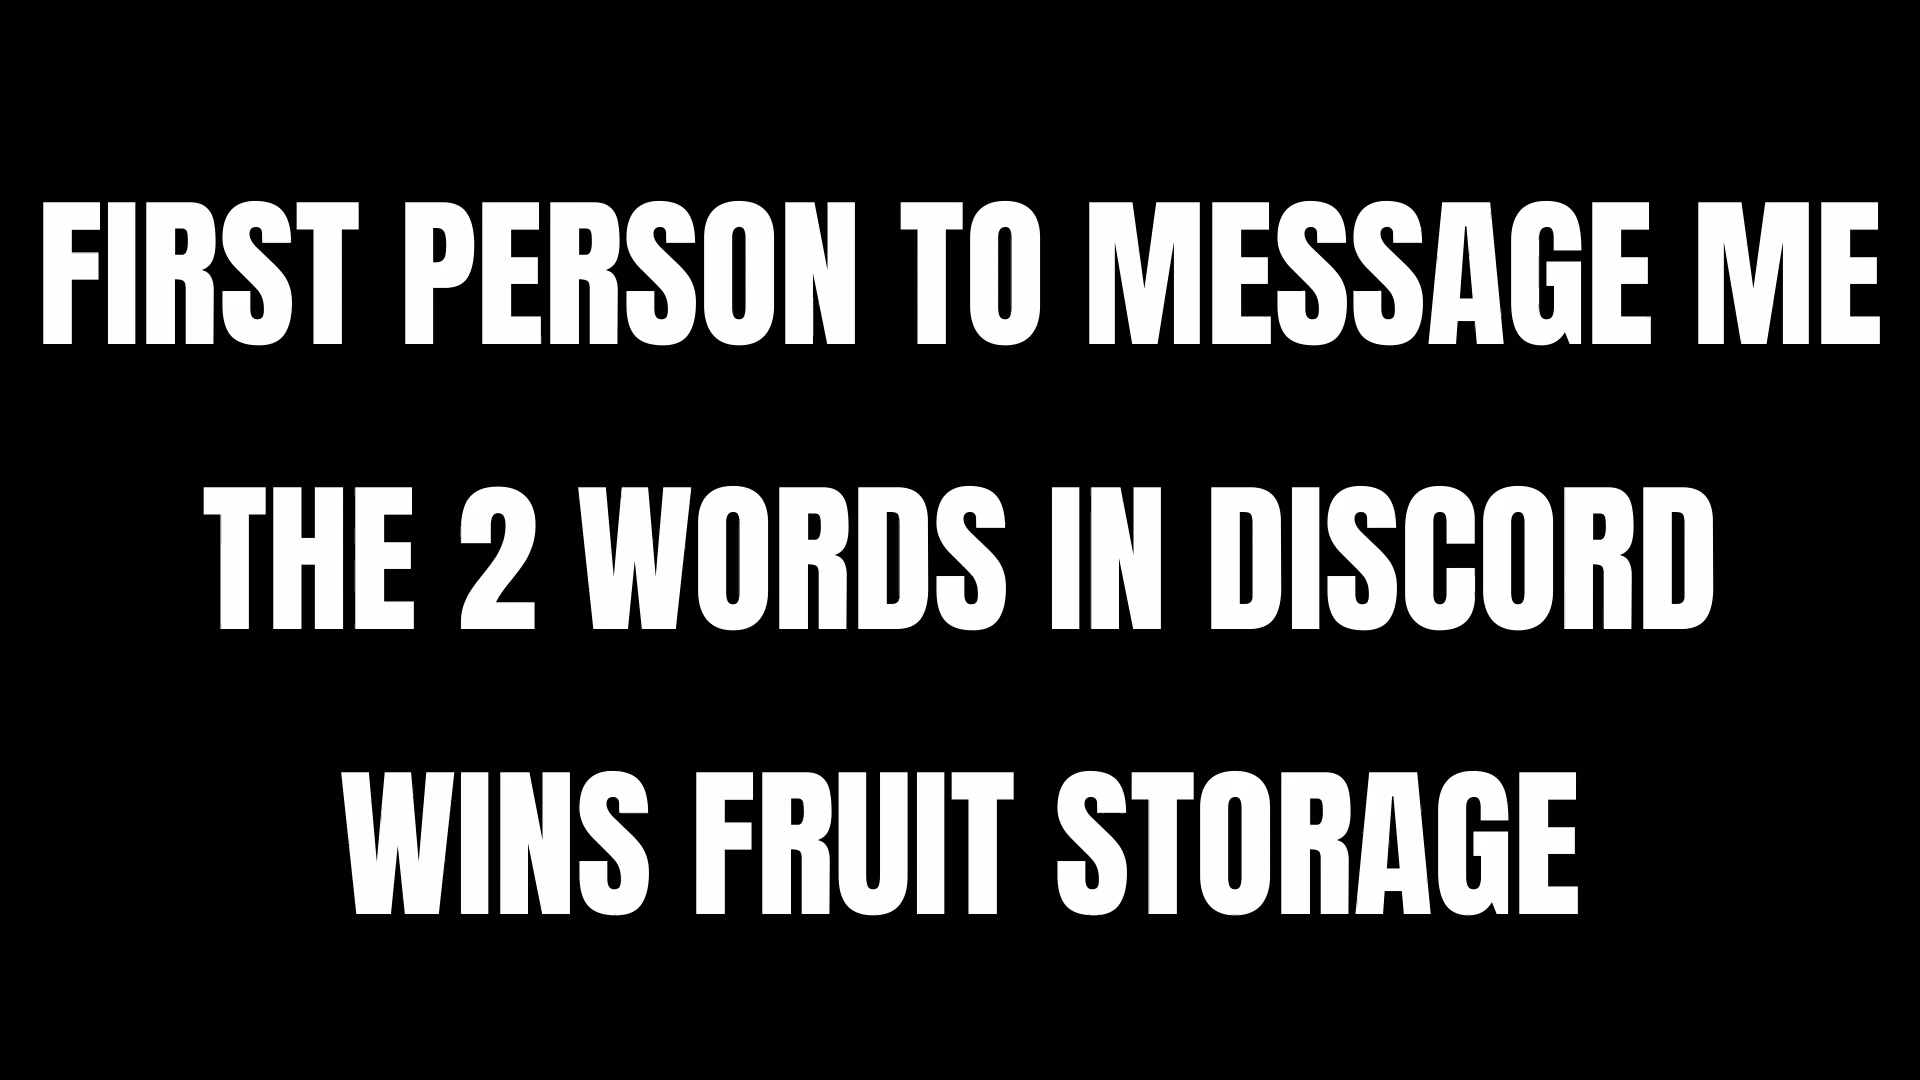 FIRST PERSON TO MESSAGE ME
THE 2 WORDS IN DISCORD
WINS FRUIT STORAGE